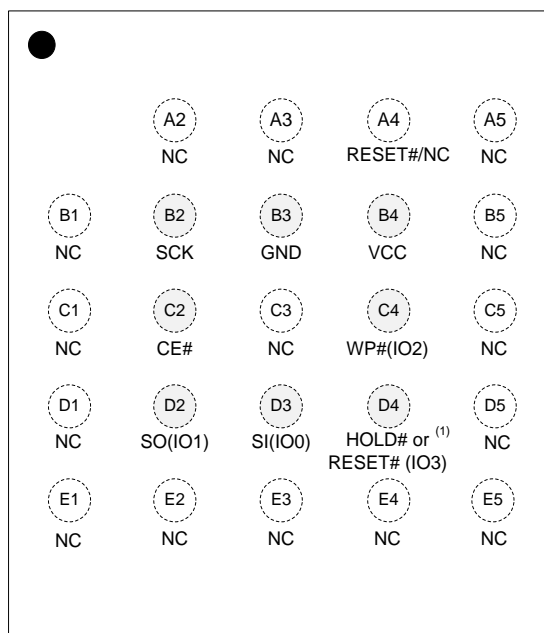 A2 A3 A4 A5
NC NC RESET#/NC NC
B1 B2 B3 B4 B5
NC SCK GND VCC NC
C1 C2 C3 C4 C5
NC CE# NC WP#(IO2) NC
D1 D2 D3 D4 D5
NC SO(IO1) SI(IO0) HOLD# or (1) NC
RESET# (IO3)
E1 E2 E3 E4 E5
NC NC NC NC NC